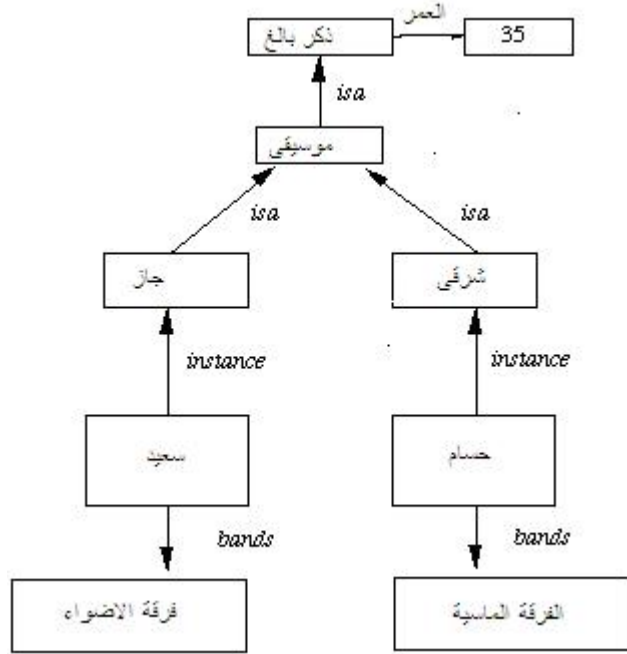 العمر
ذكر بالغ
35
isa
موسيقى
isa
isa
جاز
شرقى
instance
instance
سعيد
حسام
bands
bands
فرقة الاضواء
الفرقة الماسية